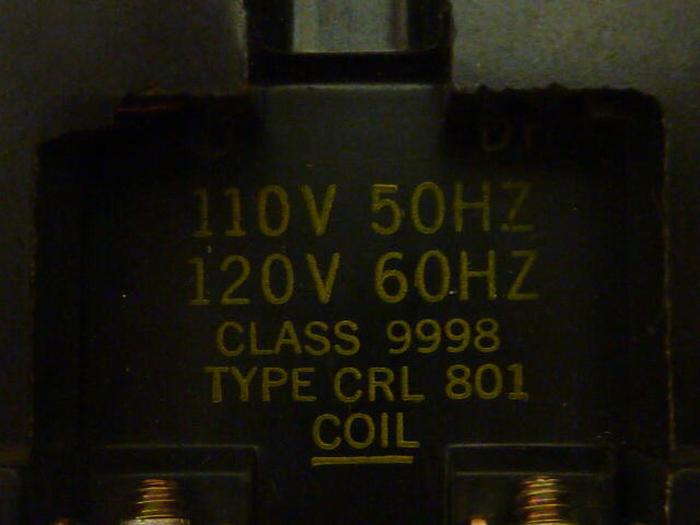 110V 50HZ
120V 60HZ
CLASS 9998
TYPE CRL 801
COIL